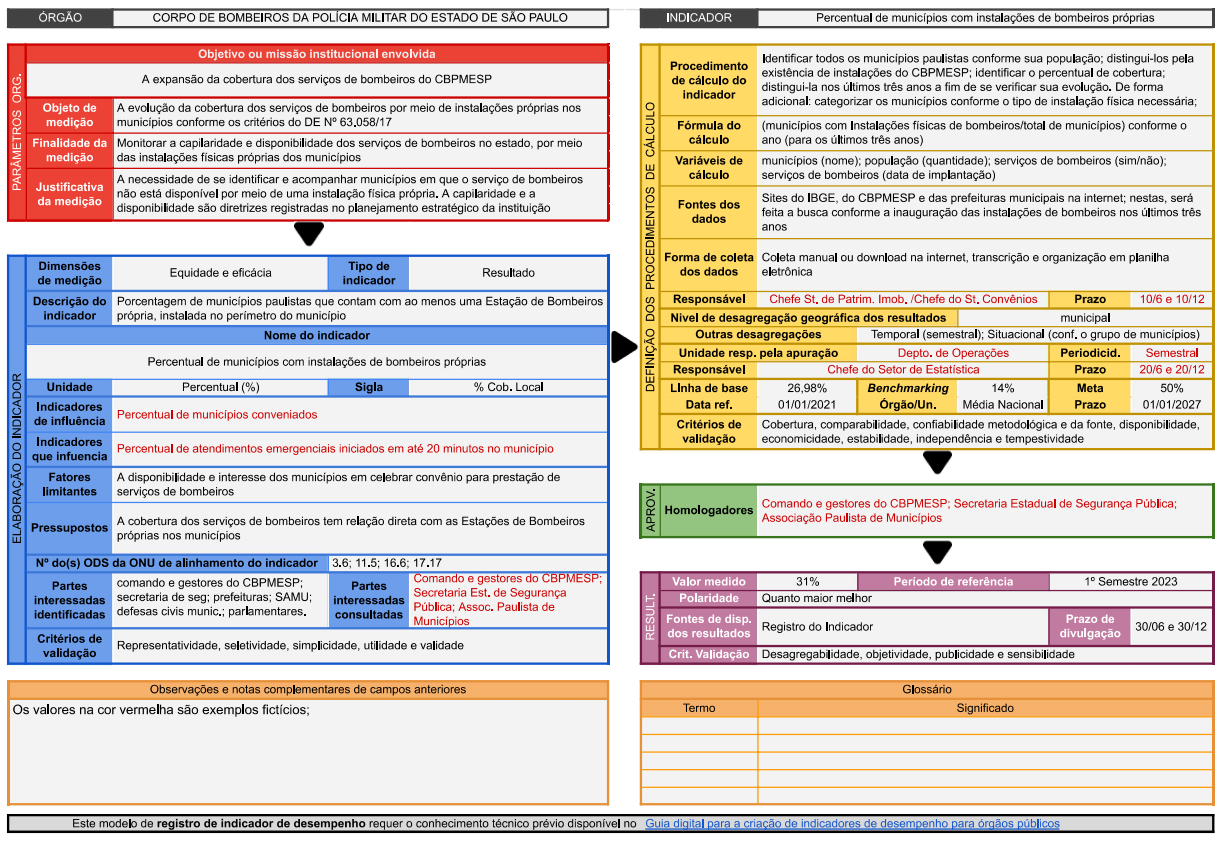 ÓRGÃO CORPO DE BOMBEIROS DA POLÍCIA MILITAR DO ESTADO DE SÃO PAULO
PARÂMETROS ORG.
Objetivo ou missão institucional envolvida
A expansão da cobertura dos serviços de bombeiros do CBPMESP
Objeto de medição
A evolução da cobertura dos serviços de bombeiros por meio de instalações próprias nos
municípios conforme os critérios do DE Nº 63.058/17
Finalidade da medição
Monitorar a capilaridade e disponibilidade dos serviços de bombeiros no estado, por meio
das instalações físicas próprias dos municípios
Justificativa da medição
A necessidade de se identificar e acompanhar municípios em que o serviço de bombeiros
não está disponível por meio de uma instalação física própria. A capilaridade e a
disponibilidade são diretrizes registradas no planejamento estratégico da instituição
ELABORAÇÃO DO INDICADOR
Dimensões de medição
Equidade e eficácia
Tipo de indicador
Resultado
Descrição do indicador
Porcentagem de municípios paulistas que contam com ao menos uma Estação de Bombeiros
própria, instalada no perímetro do município
Nome do indicador
Percentual de municípios com instalações de bombeiros próprias
Unidade Percentual (%) Sigla % Cob. Local
Indicadores de influência
Percentual de municípios conveniados
Indicadores que infuencia
Percentual de atendimentos emergenciais iniciados em até 20 minutos no município
Fatores limitantes
A disponibilidade e interesse dos municípios em celebrar convênio para prestação de
serviços de bombeiros
Pressupostos
A cobertura dos serviços de bombeiros tem relação direta com as Estações de Bombeiros
próprias nos municípios
Nº do(s) ODS da ONU de alinhamento do indicador 3.6; 11.5; 16.6; 17.17
Partes interessadas identificadas
comando e gestores do CBPMESP;
secretaria de seg; prefeituras; SAMU;
defesas civis munic.; parlamentares.
Partes interessadas consultadas
Comando e gestores do CBPMESP;
Secretaria Est. de Segurança
Pública; Assoc. Paulista de
Municípios
Critérios de validação
Representatividade, seletividade, simplicidade, utilidade e validade
Observações e notas complementares de campos anteriores
Os valores na cor vermelha são exemplos fictícios;
INDICADOR Percentual de municípios com instalações de bombeiros próprias
DEFINIÇÃO DOS PROCEDIMENTOS DE CÁLCULO
Procedimento de cálculo do indicador
Identificar todos os municípios paulistas conforme sua população; distingui-los pela
existência de instalações do CBPMESP; identificar o percentual de cobertura;
distingui-la nos últimos três anos a fim de se verificar sua evolução. De forma
adicional: categorizar os municípios conforme o tipo de instalação física necessária;
Fórmula do cálculo
(municípios com Instalações físicas de bombeiros/total de municípios) conforme o
ano (para os últimos três anos)
Variáveis de cálculo
municípios (nome); população (quantidade); serviços de bombeiros (sim/não);
serviços de bombeiros (data de implantação)
Fontes dos dados
Sites do IBGE, do CBPMESP e das prefeituras municipais na internet; nestas, será
feita a busca conforme a inauguração das instalações de bombeiros nos últimos três
anos
Forma de coleta dos dados
Coleta manual ou download na internet, transcrição e organização em planilha
eletrônica
Responsável Chefe St. de Patrim. Imob. /Chefe do St. Convênios Prazo 10/6 e 10/12
Nível de desagregação geográfica dos resultados municipal
Outras desagregações Temporal (semestral); Situacional (conf. o grupo de municípios)
Unidade resp. pela apuração Depto. de Operações Periodicid. Semestral
Responsável Chefe do Setor de Estatística Prazo 20/6 e 20/12
LInha de base 26,98% Benchmarking 14% Meta 50%
Data ref. 01/01/2021 Órgão/Un. Média Nacional Prazo 01/01/2027
Critérios de validação
Cobertura, comparabilidade, confiabilidade metodológica e da fonte, disponibilidade,
economicidade, estabilidade, independência e tempestividade
APROV.
Homologadores
Comando e gestores do CBPMESP; Secretaria Estadual de Segurança Pública;
Associação Paulista de Municípios
RESULT.
Valor medido 31% Período de referência 1º Semestre 2023
Polaridade Quanto maior melhor
Fontes de disp. dos resultados
Registro do Indicador
Prazo de divulgação
30/06 e 30/12
Crit. Validação Desagregabilidade, objetividade, publicidade e sensibilidade
Glossário
Termo Significado
Este modelo de registro de indicador de desempenho requer o conhecimento técnico prévio disponível no Guia digital para a criação de indicadores de desempenho para órgãos públicos